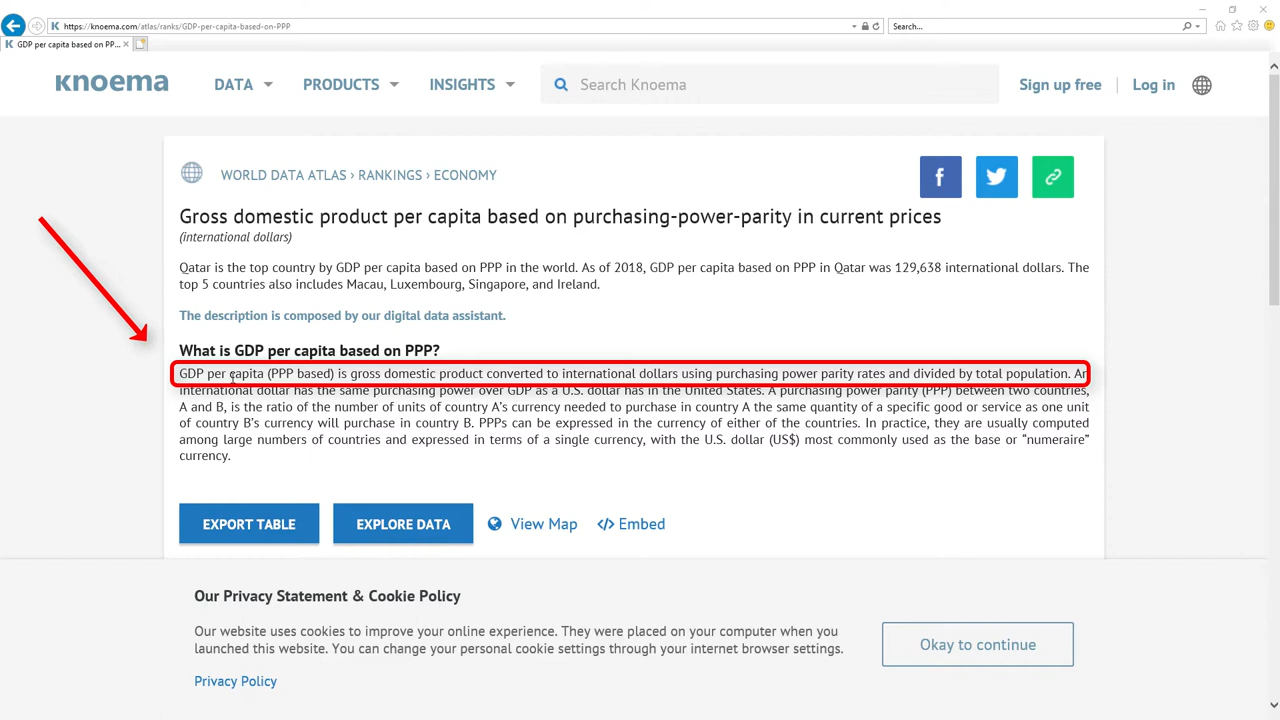 https://knoema.com/atlas/ranks/GDP-per-capita-based-on-PPP
Search...
GDP per capita based on PP...
knoema
DATA
PRODUCTS
INSIGHTS
Search Knoema
Sign up free
Log in
WORLD DATA ATLAS › RANKINGS › ECONOMY
Gross domestic product per capita based on purchasing-power-parity in current prices
(international dollars)
Qatar is the top country by GDP per capita based on PPP in the world. As of 2018, GDP per capita based on PPP in Qatar was 129,638 international dollars. The
top 5 countries also includes Macau, Luxembourg, Singapore, and Ireland.
The description is composed by our digital data assistant.
What is GDP per capita based on PPP?
GDP per capita (PPP based) is gross domestic product converted to international dollars using purchasing power parity rates and divided by total population. An
international dollar has the same purchasing power over GDP as a U.S. dollar has in the United States. A purchasing power parity (PPP) between two countries,
A and B, is the ratio of the number of units of country A’s currency needed to purchase in country A the same quantity of a specific good or service as one unit
of country B’s currency will purchase in country B. PPPs can be expressed in the currency of either of the countries. In practice, they are usually computed
among large numbers of countries and expressed in terms of a single currency, with the U.S. dollar (US$) most commonly used as the base or “numeraire”
currency.
EXPORT TABLE
EXPLORE DATA
View Map
</> Embed
Our Privacy Statement & Cookie Policy
Our website uses cookies to improve your online experience. They were placed on your computer when you
launched this website. You can change your personal cookie settings through your internet browser settings.
Okay to continue
Privacy Policy